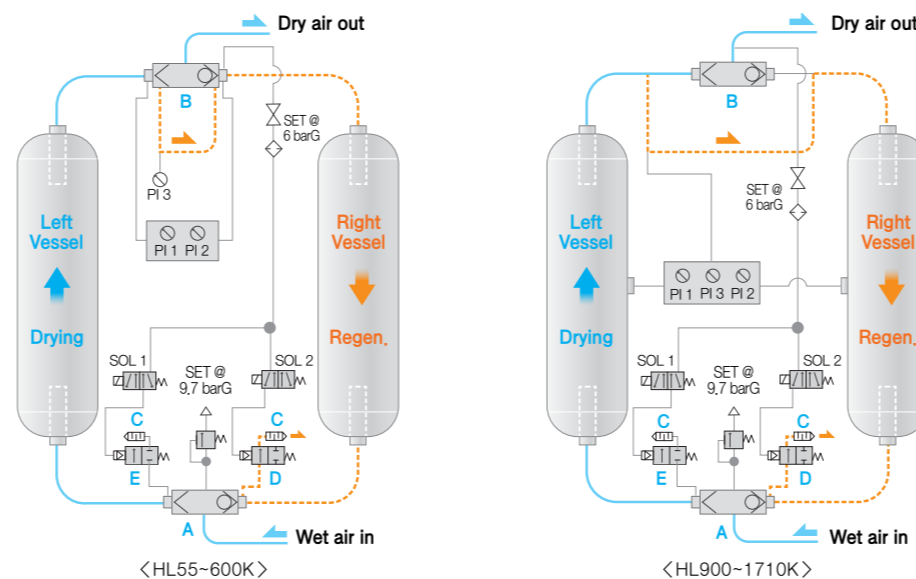 Dry air out
B
SET @
6 barG
PI 3
PI 1 PI 2
Left
Vessel
Drying
Right
Vessel
Regen.
SOL 1
SOL 2
SET @
9.7 barG
C
C
E
D
A
Wet air in
<HL55~600K>
Dry air out
B
SET @
6 barG
Left
Vessel
Drying
Right
Vessel
Regen.
PI 1 PI 3 PI 2
SOL 1
SOL 2
SET @
9.7 barG
C
C
E
D
A
Wet air in
<HL900~1710K>